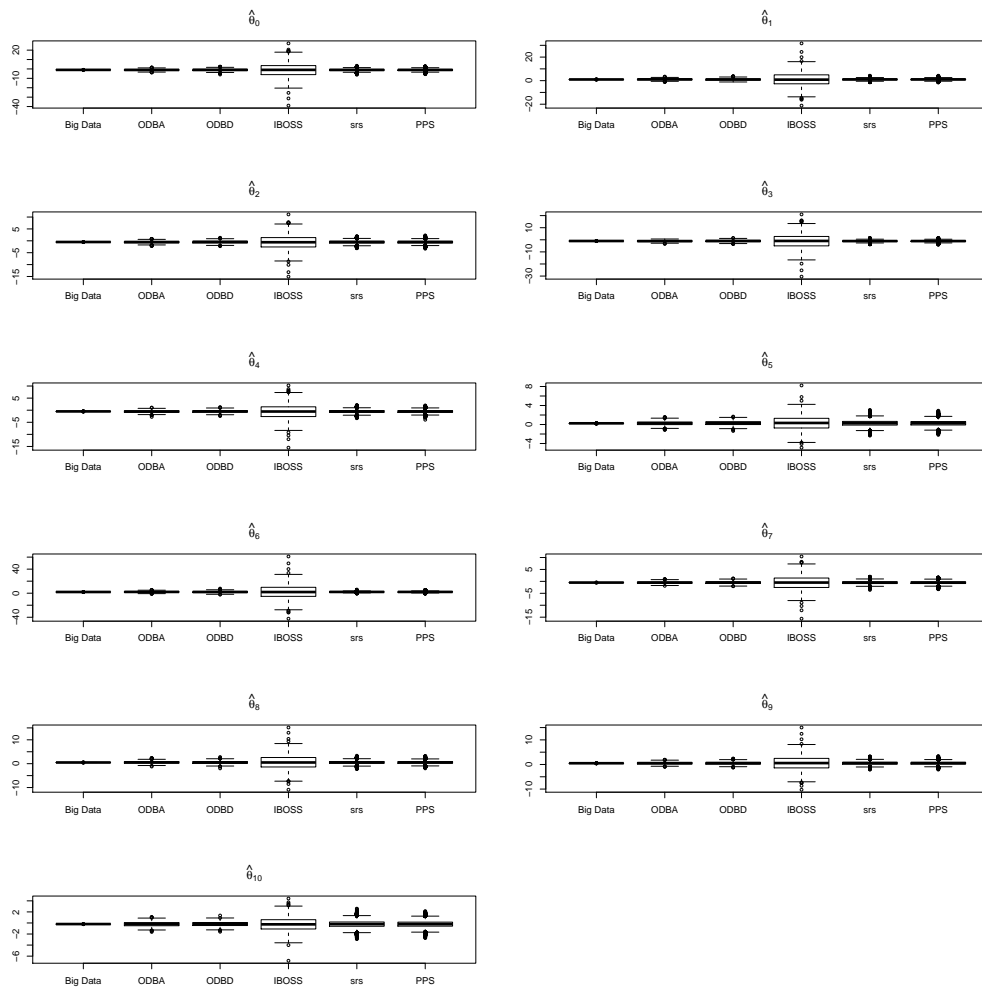 θ̂0
20
−10
−40
Big Data ODBA ODBD IBOSS srs PPS
θ̂1
20
0
−20
Big Data ODBA ODBD IBOSS srs PPS
θ̂2
5
−5
−15
Big Data ODBA ODBD IBOSS srs PPS
θ̂3
10
−10
−30
Big Data ODBA ODBD IBOSS srs PPS
θ̂4
5
−5
−15
Big Data ODBA ODBD IBOSS srs PPS
θ̂5
8
4
0
−4
Big Data ODBA ODBD IBOSS srs PPS
θ̂6
40
0
−40
Big Data ODBA ODBD IBOSS srs PPS
θ̂7
5
−5
−15
Big Data ODBA ODBD IBOSS srs PPS
θ̂8
10
0
−10
Big Data ODBA ODBD IBOSS srs PPS
θ̂9
10
0
−10
Big Data ODBA ODBD IBOSS srs PPS
θ̂10
2
−2
−6
Big Data ODBA ODBD IBOSS srs PPS